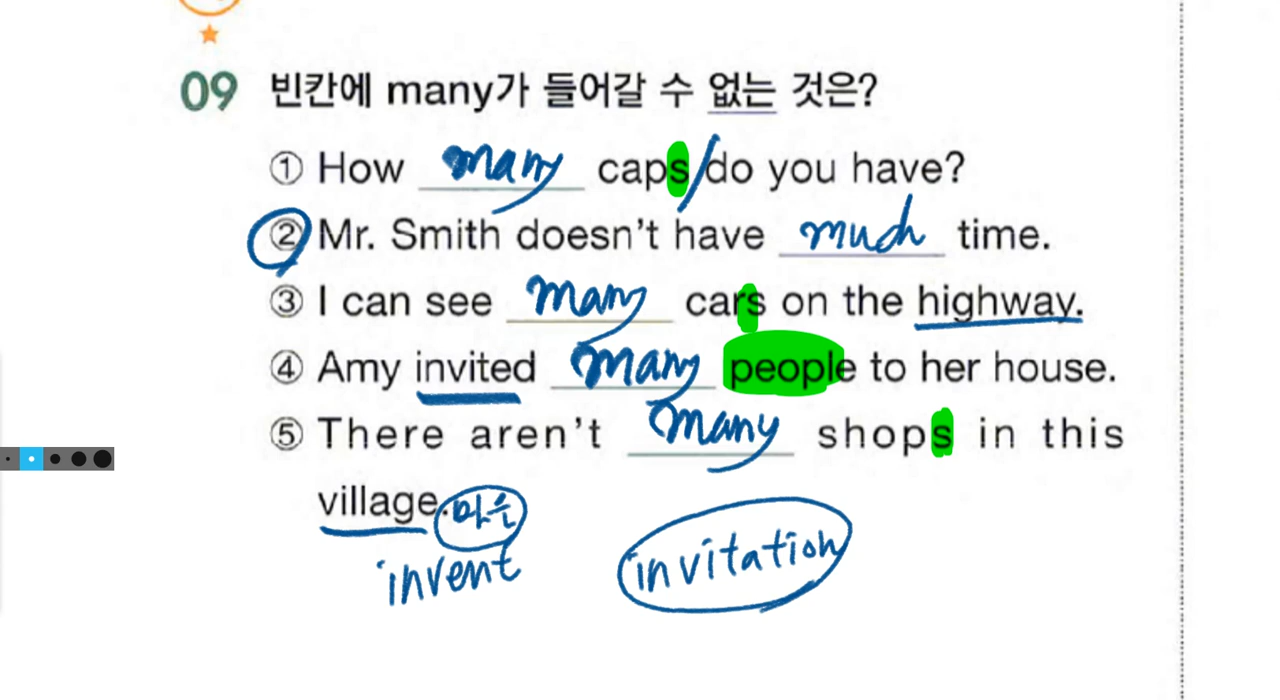 09 빈칸에 many가 들어갈 수 없는 것은?
① How many caps/do you have?
② Mr. Smith doesn't have much time.
③ I can see many cars on the highway.
④ Amy invited many people to her house.
⑤ There aren't many shops in this
village. 마을
invent invitation